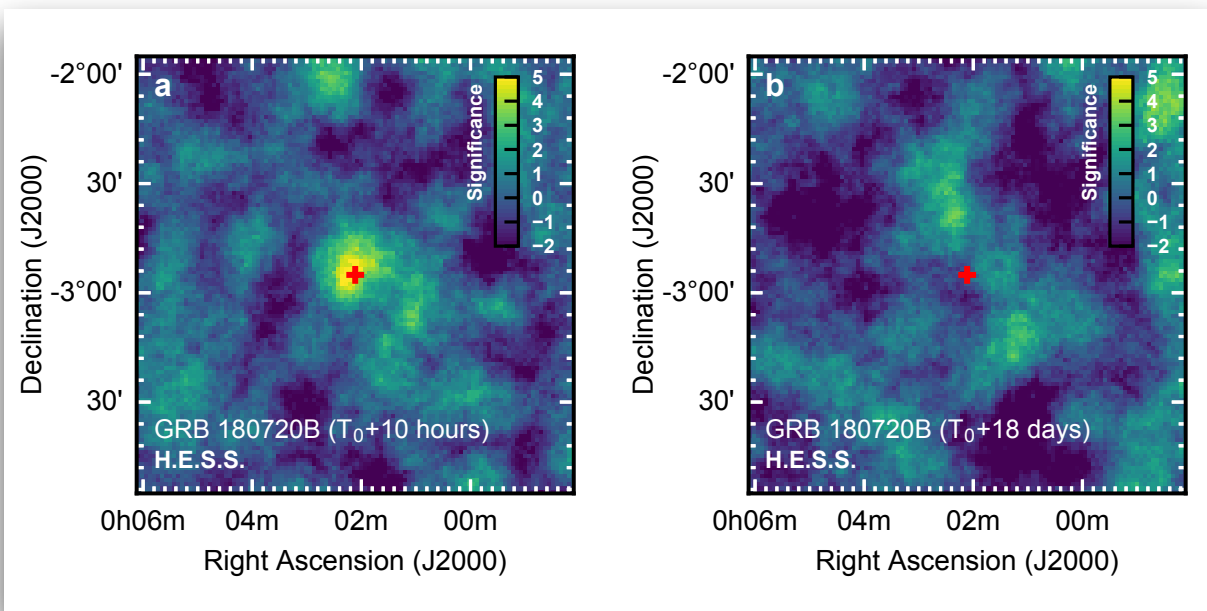 a
-2°00'
30'
-3°00'
30'
Declination (J2000)
Significance
5
4
3
2
1
0
−1
−2
GRB 180720B (T₀+10 hours)
H.E.S.S.
0h06m 04m 02m 00m
Right Ascension (J2000)
b
-2°00'
30'
-3°00'
30'
Declination (J2000)
Significance
5
4
3
2
1
0
−1
−2
GRB 180720B (T₀+18 days)
H.E.S.S.
0h06m 04m 02m 00m
Right Ascension (J2000)